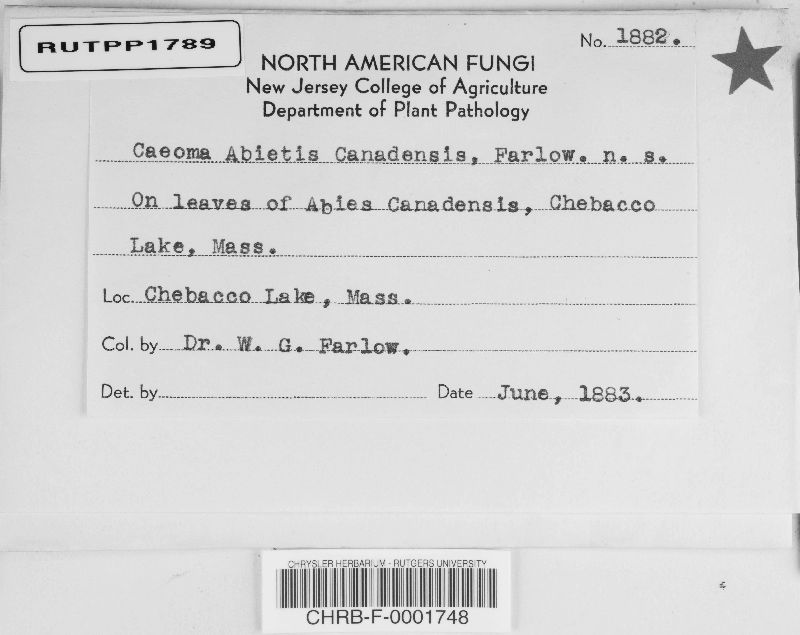 RUTPP1789
No. 1882.
NORTH AMERICAN FUNGI
New Jersey College of Agriculture
Department of Plant Pathology
Caeoma Abietis Canadensis, Farlow. n. s.
On leaves of Abies Canadensis, Chebacco
Lake, Mass.
Loc. Chebacco Lake, Mass.
Col. by Dr. W. G. Farlow.
Det. by
Date June, 1883.
CHRYSLER HERBARIUM - RUTGERS UNIVERSITY
CHRB-F-0001748